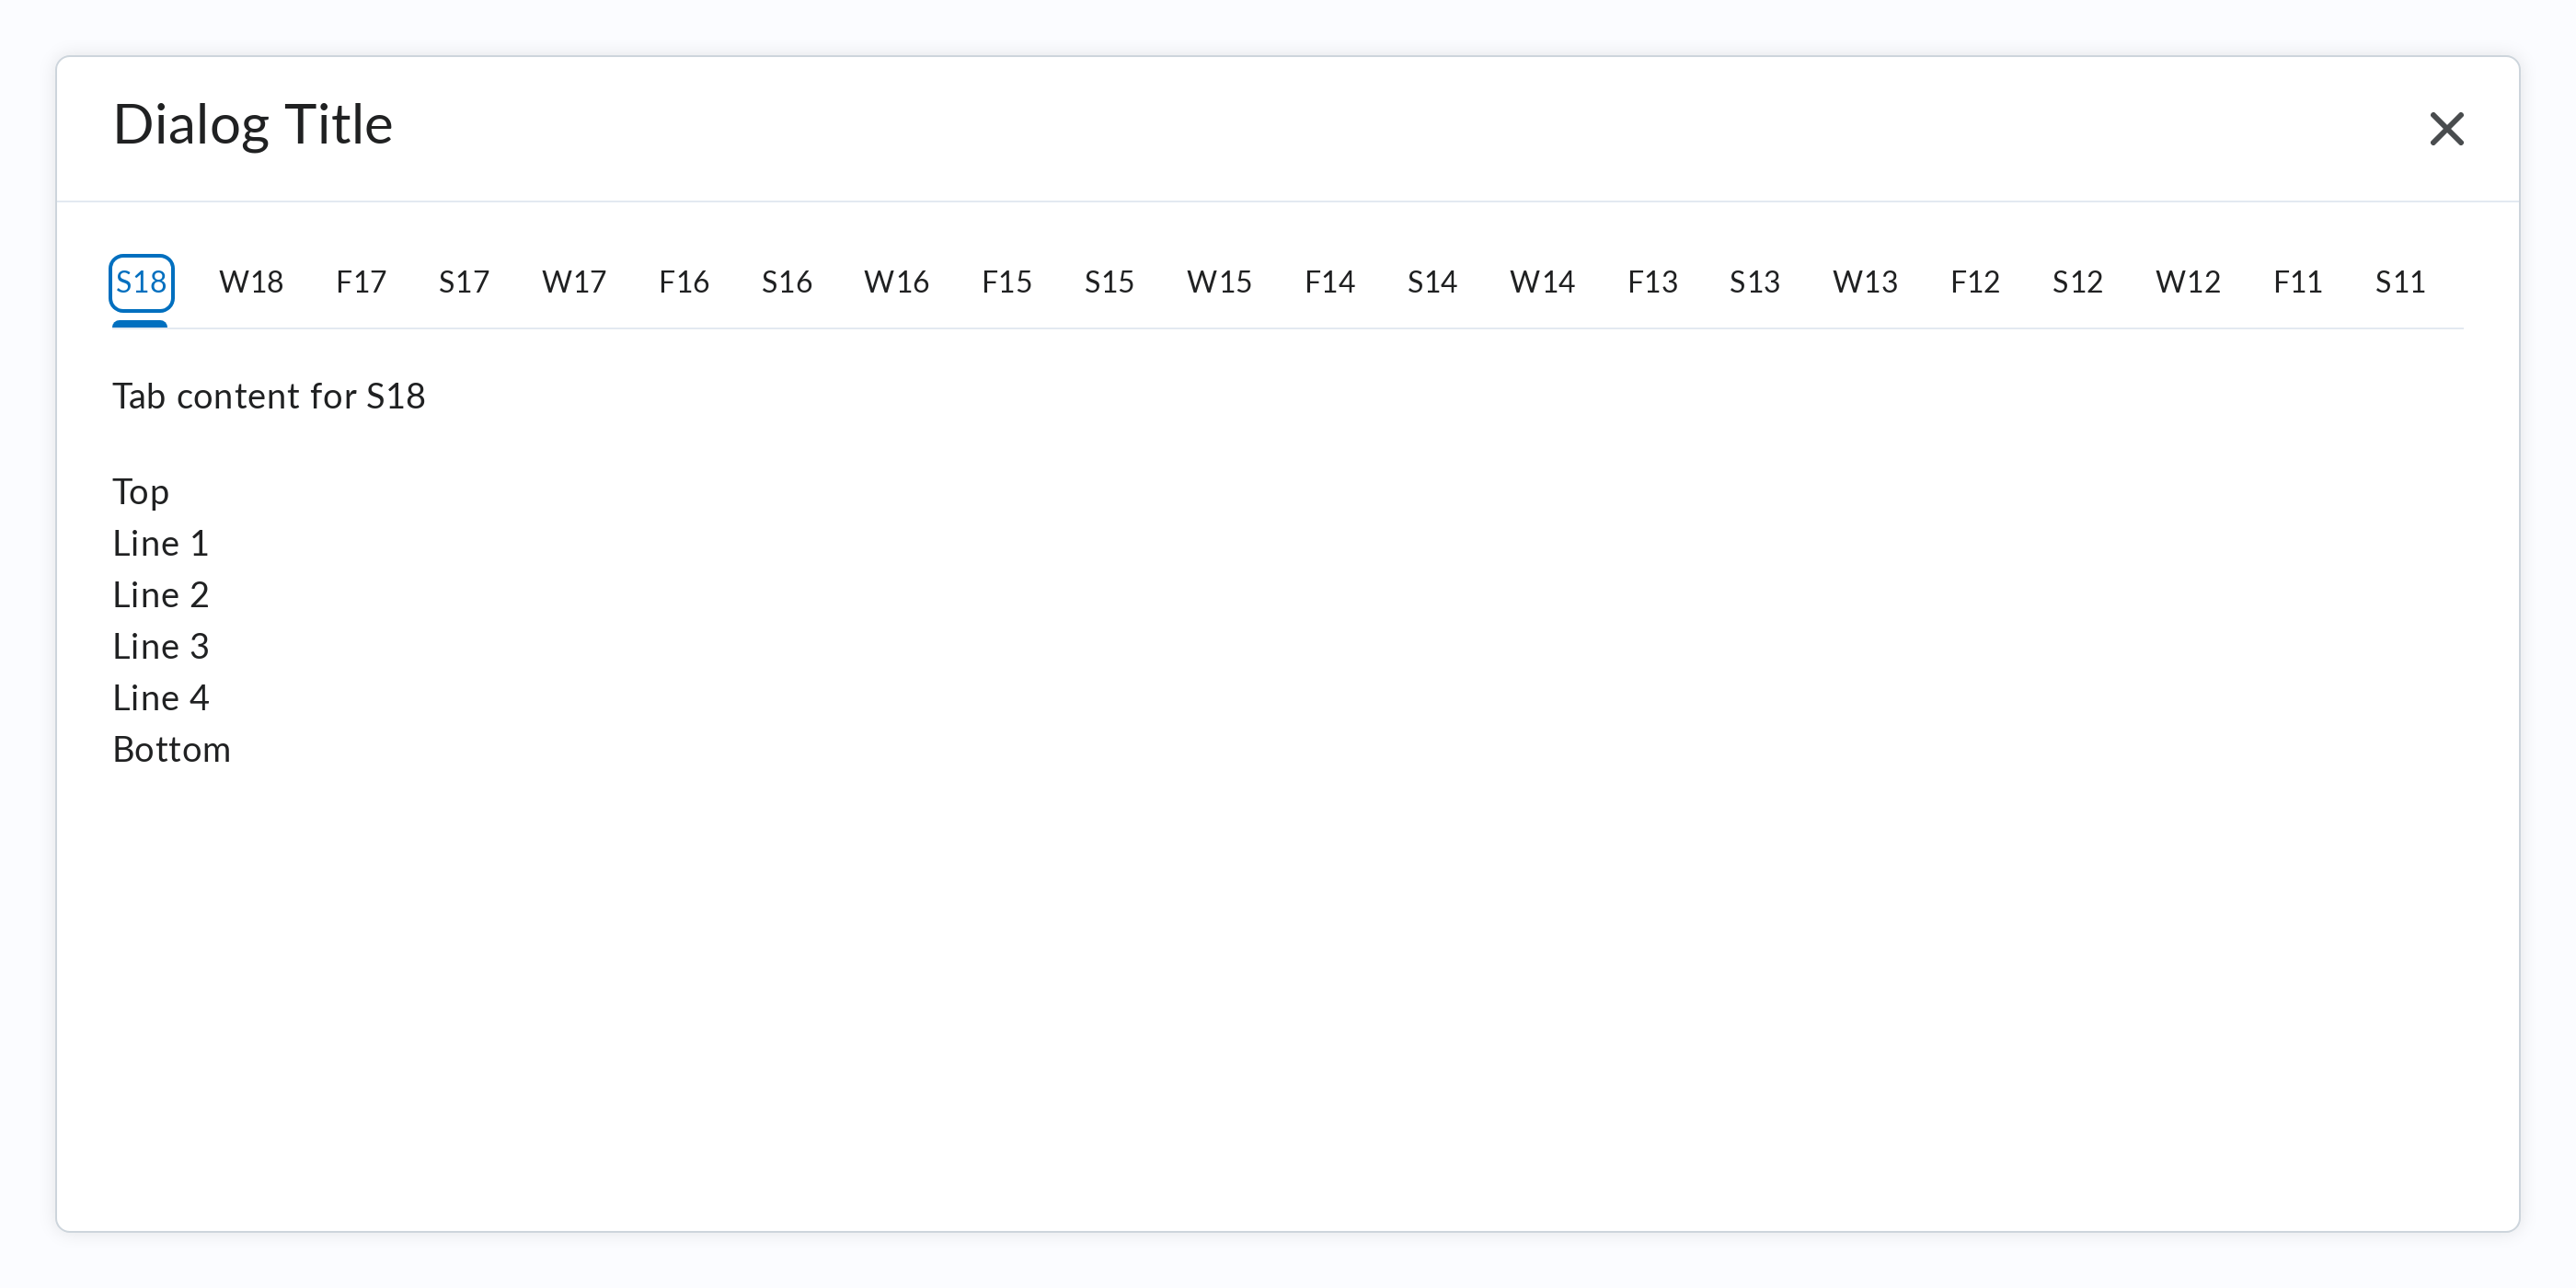 Dialog Title
S18 W18 F17 S17 W17 F16 S16 W16 F15 S15 W15 F14 S14 W14 F13 S13 W13 F12 S12 W12 F11 S11
Tab content for S18
Top
Line 1
Line 2
Line 3
Line 4
Bottom